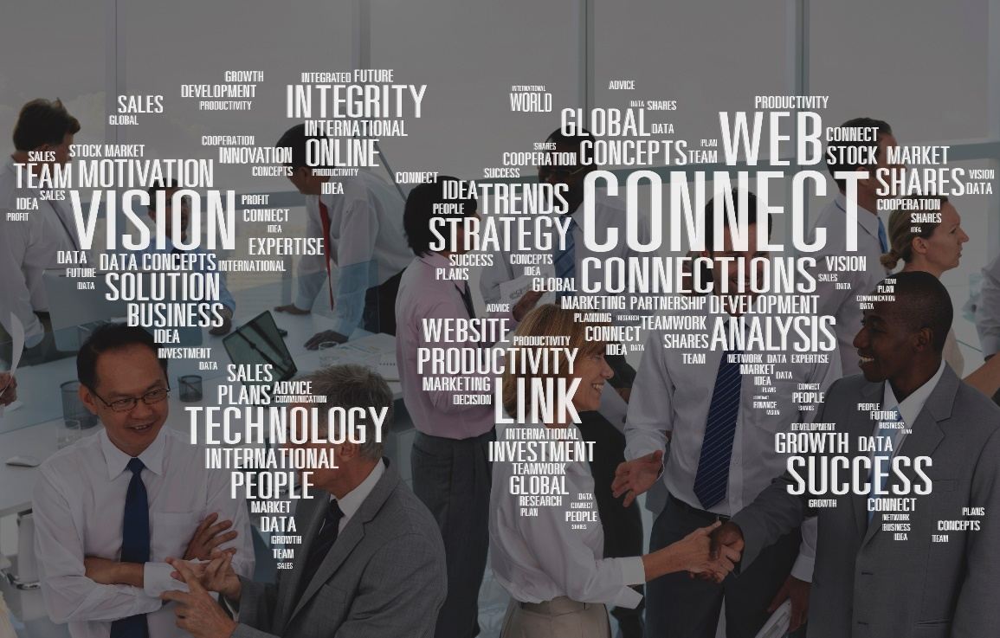 GROWTH
DEVELOPMENT
PRODUCTIVITY
SALES
GLOBAL
INTEGRATED FUTURE
INTEGRITY
INTERNATIONAL
ONLINE
PRODUCTIVITY
IDEA
COOPERATION
INNOVATION
CONCEPTS
STOCK MARKET
SALES
TEAM MOTIVATION
SALES
IDEA
PROFIT
VISION
PROFIT
CONNECT
IDEA
EXPERTISE
DATA
DATA CONCEPTS
INTERNATIONAL
FUTURE
DATA
SOLUTION
BUSINESS
IDEA
INVESTMENT
DATA
SALES
PLANS
ADVICE
COMMUNICATION
TECHNOLOGY
INTERNATIONAL
PEOPLE
MARKET
DATA
GROWTH
TEAM
SALES
INTERNATIONAL
WORLD
ADVICE
DATA
SHARES
GLOBAL
DATA
PRODUCTIVITY
WEB
CONNECT
STOCK MARKET
SHARES
COOPERATION
CONCEPTS
PLAN
TEAM
SUCCESS
CONNECT
IDEA
TRENDS
PEOPLE
STRATEGY
CONNECT
SHARES
VISION
DATA
COOPERATION
SHARES
IDEA
SUCCESS
PLANS
CONCEPTS
IDEA
GLOBAL
CONNECTIONS
VISION
SALES
DATA
TEAM
PLAN
COMMUNICATION
DATA
MARKETING PARTNERSHIP DEVELOPMENT
ADVICE
PLANNING
RESEARCH
TEAMWORK
ANALYSIS
WEBSITE
PRODUCTIVITY
CONNECT
SHARES
IDEA
DATA
TEAM
NETWORK DATA EXPERTISE
PRODUCTIVITY
MARKETING
DECISION
LINK
MARKET
IDEA
DATA
PLANS
CONNECT
PEOPLE
SHARES
FINANCE
VISION
INTERNATIONAL
INVESTMENT
TEAMWORK
GLOBAL
RESEARCH
PLAN
DATA
CONNECT
PEOPLE
SHARES
PEOPLE
FUTURE
BUSINESS
DEVELOPMENT
GROWTH DATA
SUCCESS
GROWTH
CONNECT
NETWORK
BUSINESS
IDEA
PLANS
CONCEPTS
TEAM